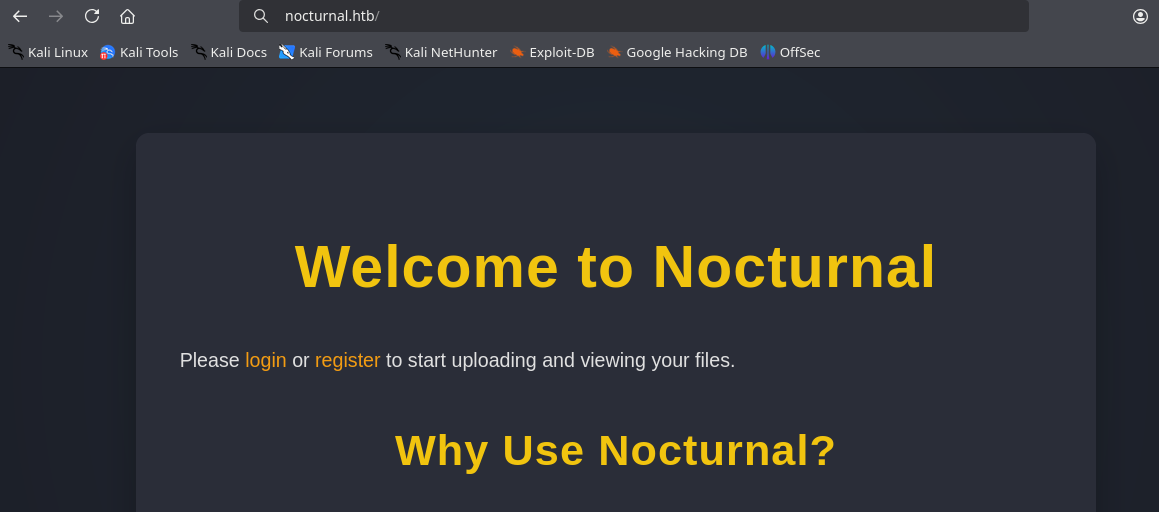 nocturnal.htb/
Kali Linux Kali Tools Kali Docs Kali Forums Kali NetHunter Exploit-DB Google Hacking DB OffSec
Welcome to Nocturnal
Please login or register to start uploading and viewing your files.
Why Use Nocturnal?